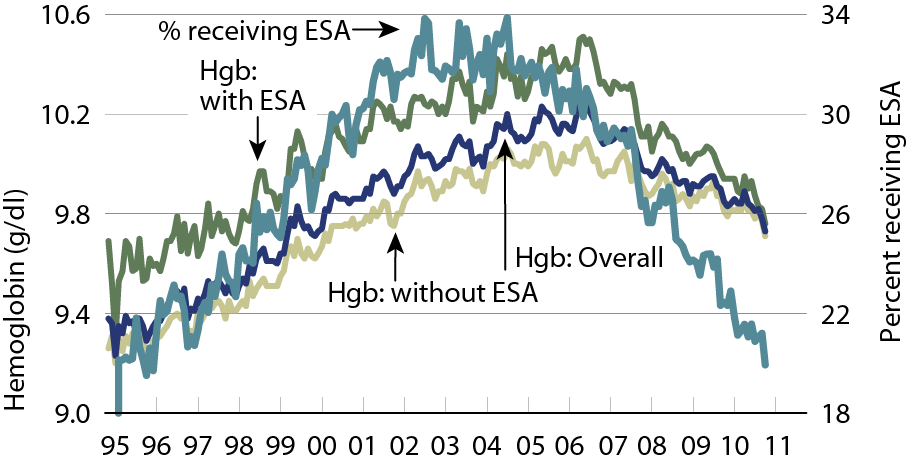 10.6
10.2
9.8
9.4
9.0
Hemoglobin (g/dl)
% receiving ESA
Hgb:
with ESA
Hgb: Overall
Hgb: without ESA
34
30
26
22
18
Percent receiving ESA
95 96 97 98 99 00 01 02 03 04 05 06 07 08 09 10 11